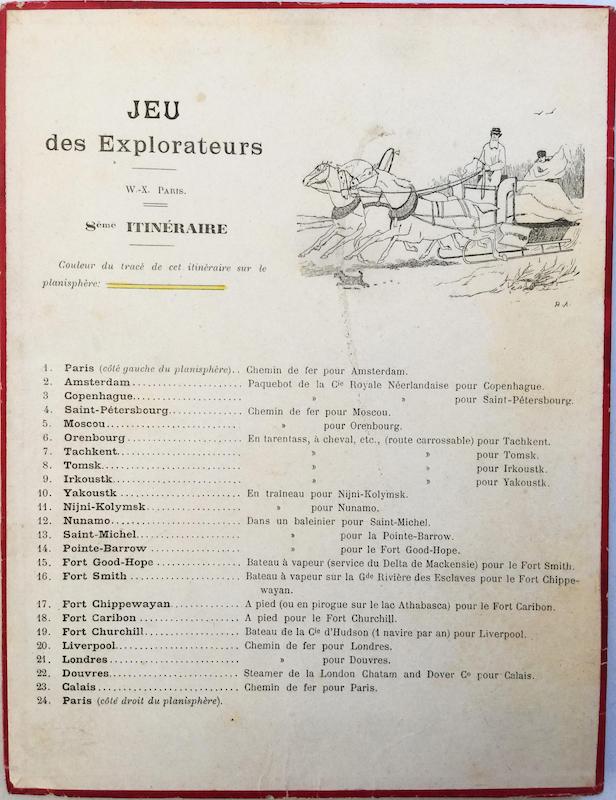 JEU
des Explorateurs
W.-X. PARIS.
8ème ITINÉRAIRE
Couleur du tracé de cet itinéraire sur le
planisphère:
R. A.
1. Paris (côté gauche du planisphère).. Chemin de fer pour Amsterdam.
2. Amsterdam.................. Paquebot de la Cie Royale Néerlandaise pour Copenhague.
3 Copenhague.................. » » pour Saint-Pétersbourg.
4. Saint-Pétersbourg............ Chemin de fer pour Moscou.
5. Moscou...................... » pour Orenbourg.
6. Orenbourg................... En tarentass, à cheval, etc., (route carrossable) pour Tachkent.
7. Tachkent.................... » » pour Tomsk.
8. Tomsk....................... » » pour Irkoustk.
9. Irkoustk.................... » » pour Yakoustk.
10. Yakoustk................... En traîneau pour Nijni-Kolymsk.
11. Nijni-Kolymsk.............. » pour Nunamo.
12. Nunamo..................... Dans un baleinier pour Saint-Michel.
13. Saint-Michel............... » pour la Pointe-Barrow.
14. Pointe-Barrow.............. » pour le Fort Good-Hope.
15. Fort Good-Hope............. Bateau à vapeur (service du Delta de Mackensie) pour le Fort Smith.
16. Fort Smith................. Bateau à vapeur sur la Gde Rivière des Esclaves pour le Fort Chippe-
wayan.
17. Fort Chippewayan........... A pied (ou en pirogue sur le lac Athabasca) pour le Fort Caribon.
18. Fort Caribon............... A pied pour le Fort Churchill.
19. Fort Churchill............. Bateau de la Cie d'Hudson (1 navire par an) pour Liverpool.
20. Liverpool.................. Chemin de fer pour Londres.
21. Londres.................... » pour Douvres.
22. Douvres.................... Steamer de la London Chatam and Dover Co pour Calais.
23. Calais..................... Chemin de fer pour Paris.
24. Paris (côté droit du planisphère).